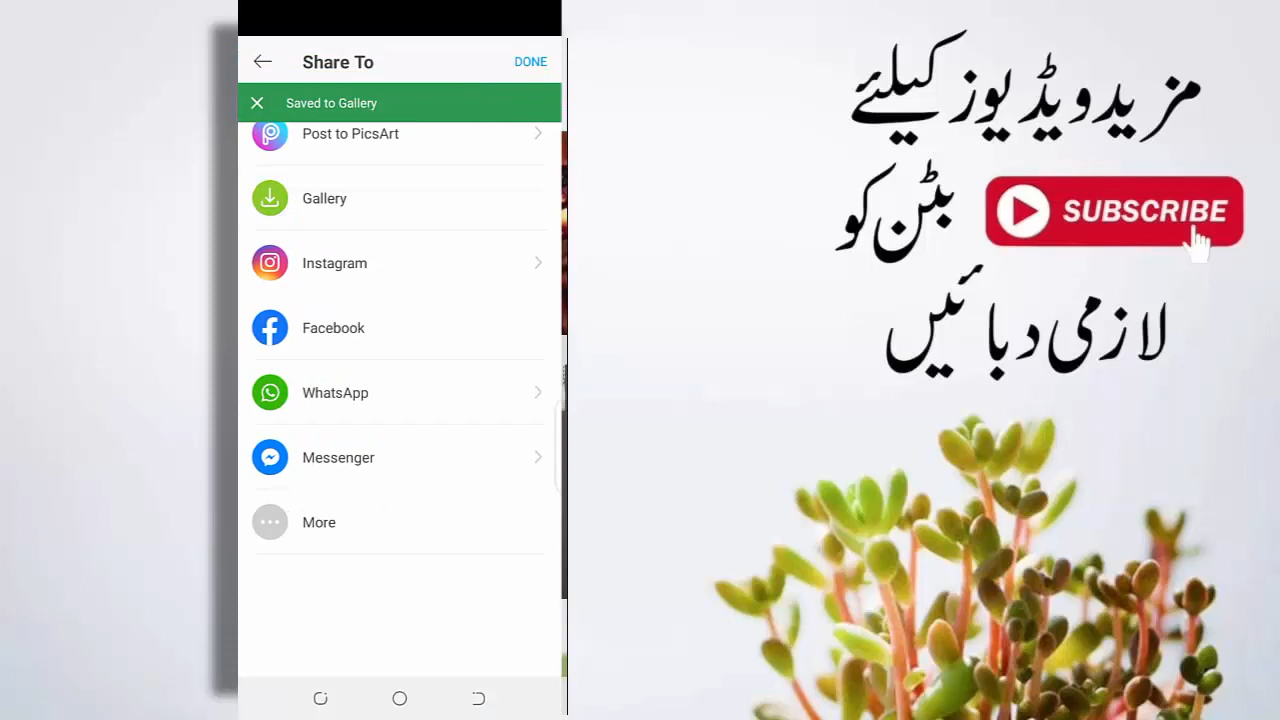 Share To
DONE
Saved to Gallery
Post to PicsArt
Gallery
Instagram
Facebook
WhatsApp
Messenger
More
مزید ویڈیوز کیلئے
SUBSCRIBE بٹن کو
لازمی دبائیں